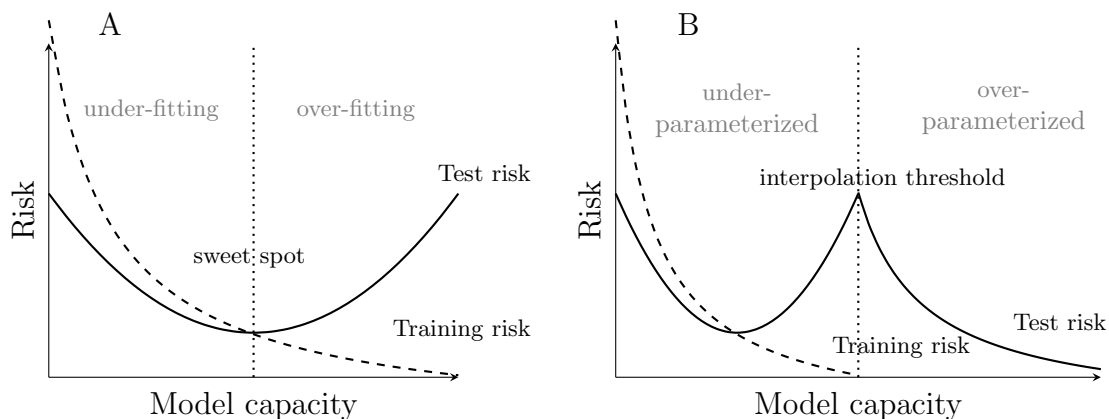 A
under-fitting
over-fitting
Test risk
sweet spot
Training risk
Risk
Model capacity
B
under-
parameterized
over-
parameterized
interpolation threshold
Test risk
Training risk
Risk
Model capacity